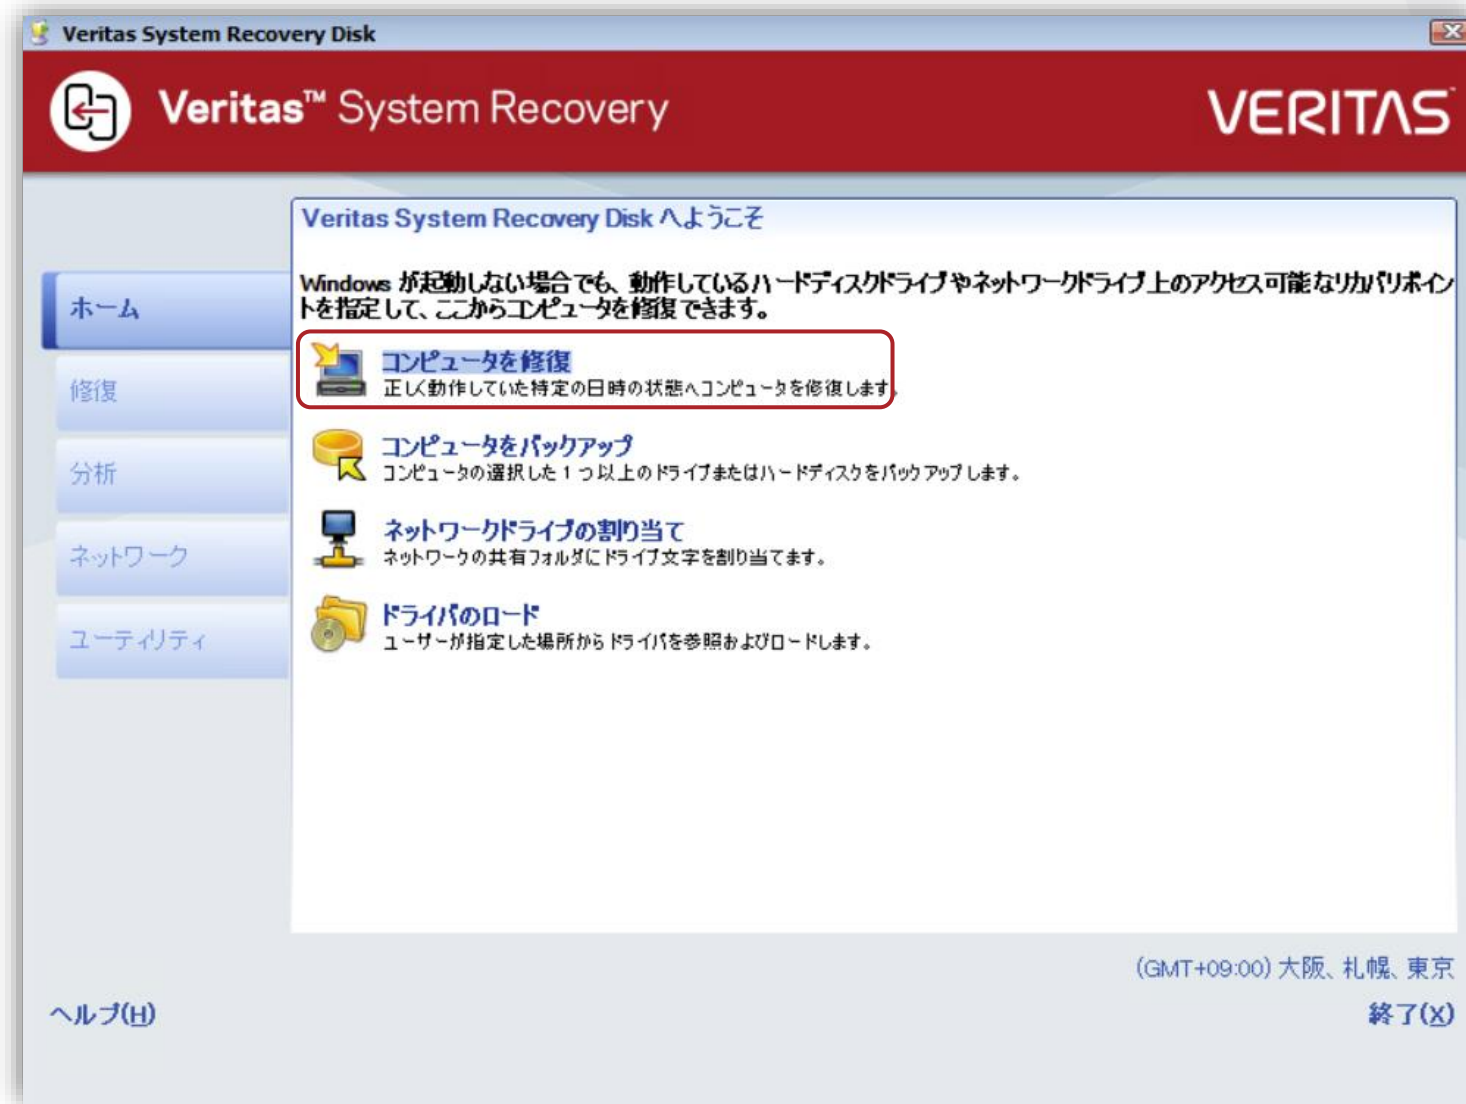 Veritas System Recovery Disk
Veritas™ System Recovery
VERITAS
Veritas System Recovery Disk へようこそ
Windows が起動しない場合でも、動作しているハードディスクドライブやネットワークドライブ上のアクセス可能なリカバリポイン
トを指定して、ここからコンピュータを修復できます。
ホーム
修復
分析
ネットワーク
ユーティリティ
コンピュータを修復
正しく動作していた特定の日時の状態へコンピュータを修復します。
コンピュータをバックアップ
コンピュータの選択した 1 つ以上のドライブまたはハードディスクをバックアップします。
ネットワークドライブの割り当て
ネットワークの共有フォルダにドライブ文字を割り当てます。
ドライバのロード
ユーザーが指定した場所からドライバを参照およびロードします。
(GMT+09:00) 大阪、札幌、東京
ヘルプ(H)
終了(X)